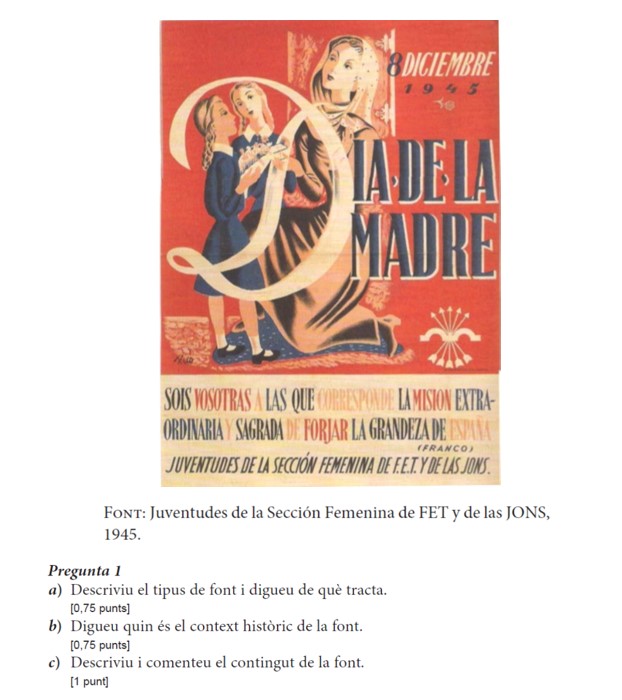 8 DICIEMBRE
1945
DIA·DE·LA
MADRE
SOIS VOSOTRAS A LAS QUE CORRESPONDE LA MISION EXTRA-
ORDINARIA Y SAGRADA DE FORJAR LA GRANDEZA DE ESPAÑA
(FRANCO)
JUVENTUDES DE LA SECCIÓN FEMENINA DE F.E.T. Y DE LAS JONS.
FONT: Juventudes de la Sección Femenina de FET y de las JONS,
1945.
Pregunta 1
a) Descriviu el tipus de font i digueu de què tracta.
[0,75 punts]
b) Digueu quin és el context històric de la font.
[0,75 punts]
c) Descriviu i comenteu el contingut de la font.
[1 punt]